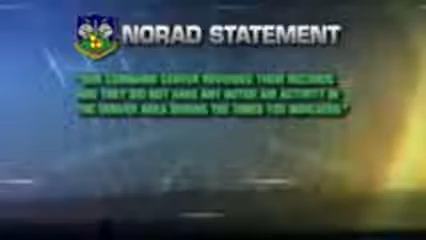 NORAD STATEMENT
COMMAND CENTER REVIEWED THEIR RECORDS
AND THEY DID NOT HAVE ANY NOTED AIR ACTIVITY IN
THE DENVER AREA DURING THE TIMES YOU INDICATED."